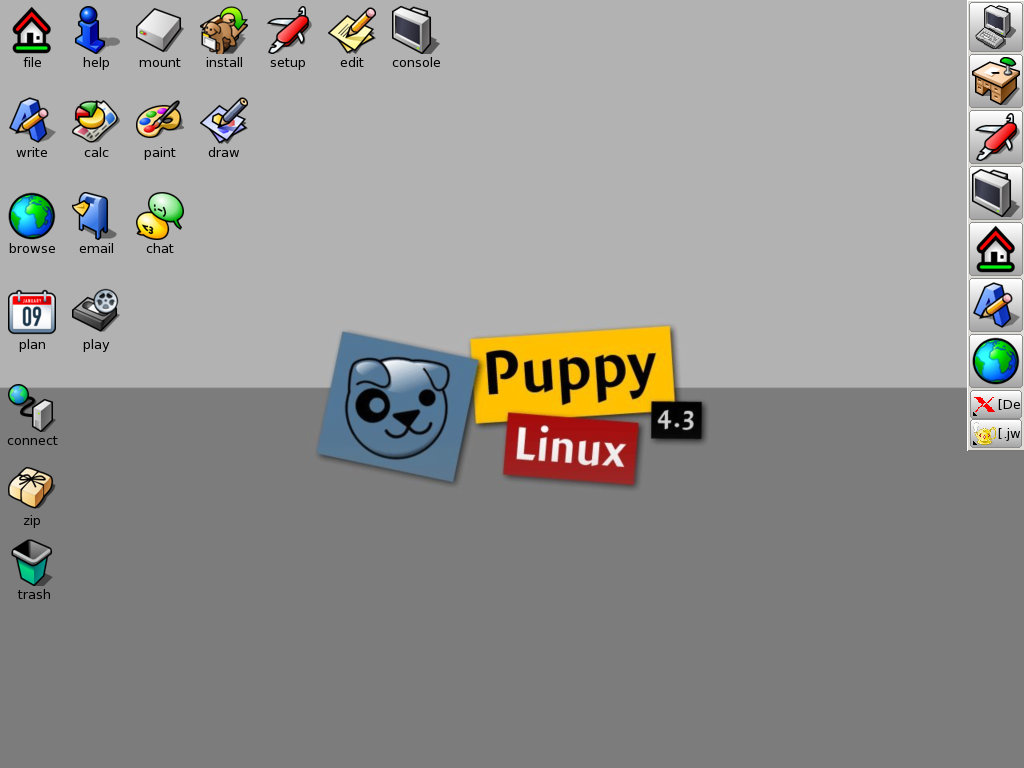 file help mount install setup edit console
write calc paint draw
browse email chat
JANUARY
09
plan play
Puppy
Linux
4.3
connect
zip
trash
[De
[.jw